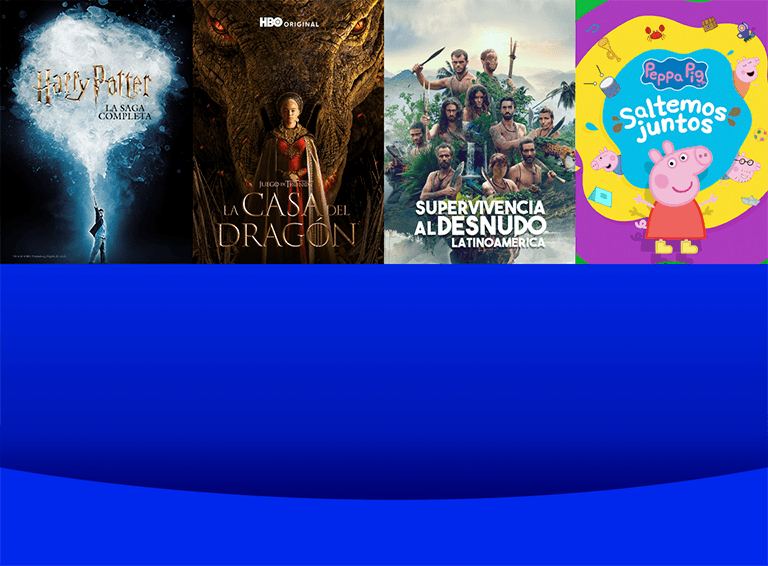 Harry Potter
LA SAGA
COMPLETA
HBO ORIGINAL
JUEGO DE TRONOS
LA CASA DEL
DRAGÓN
SUPERVIVENCIA
AL DESNUDO
LATINOAMÉRICA
Peppa Pig
Saltemos
juntos